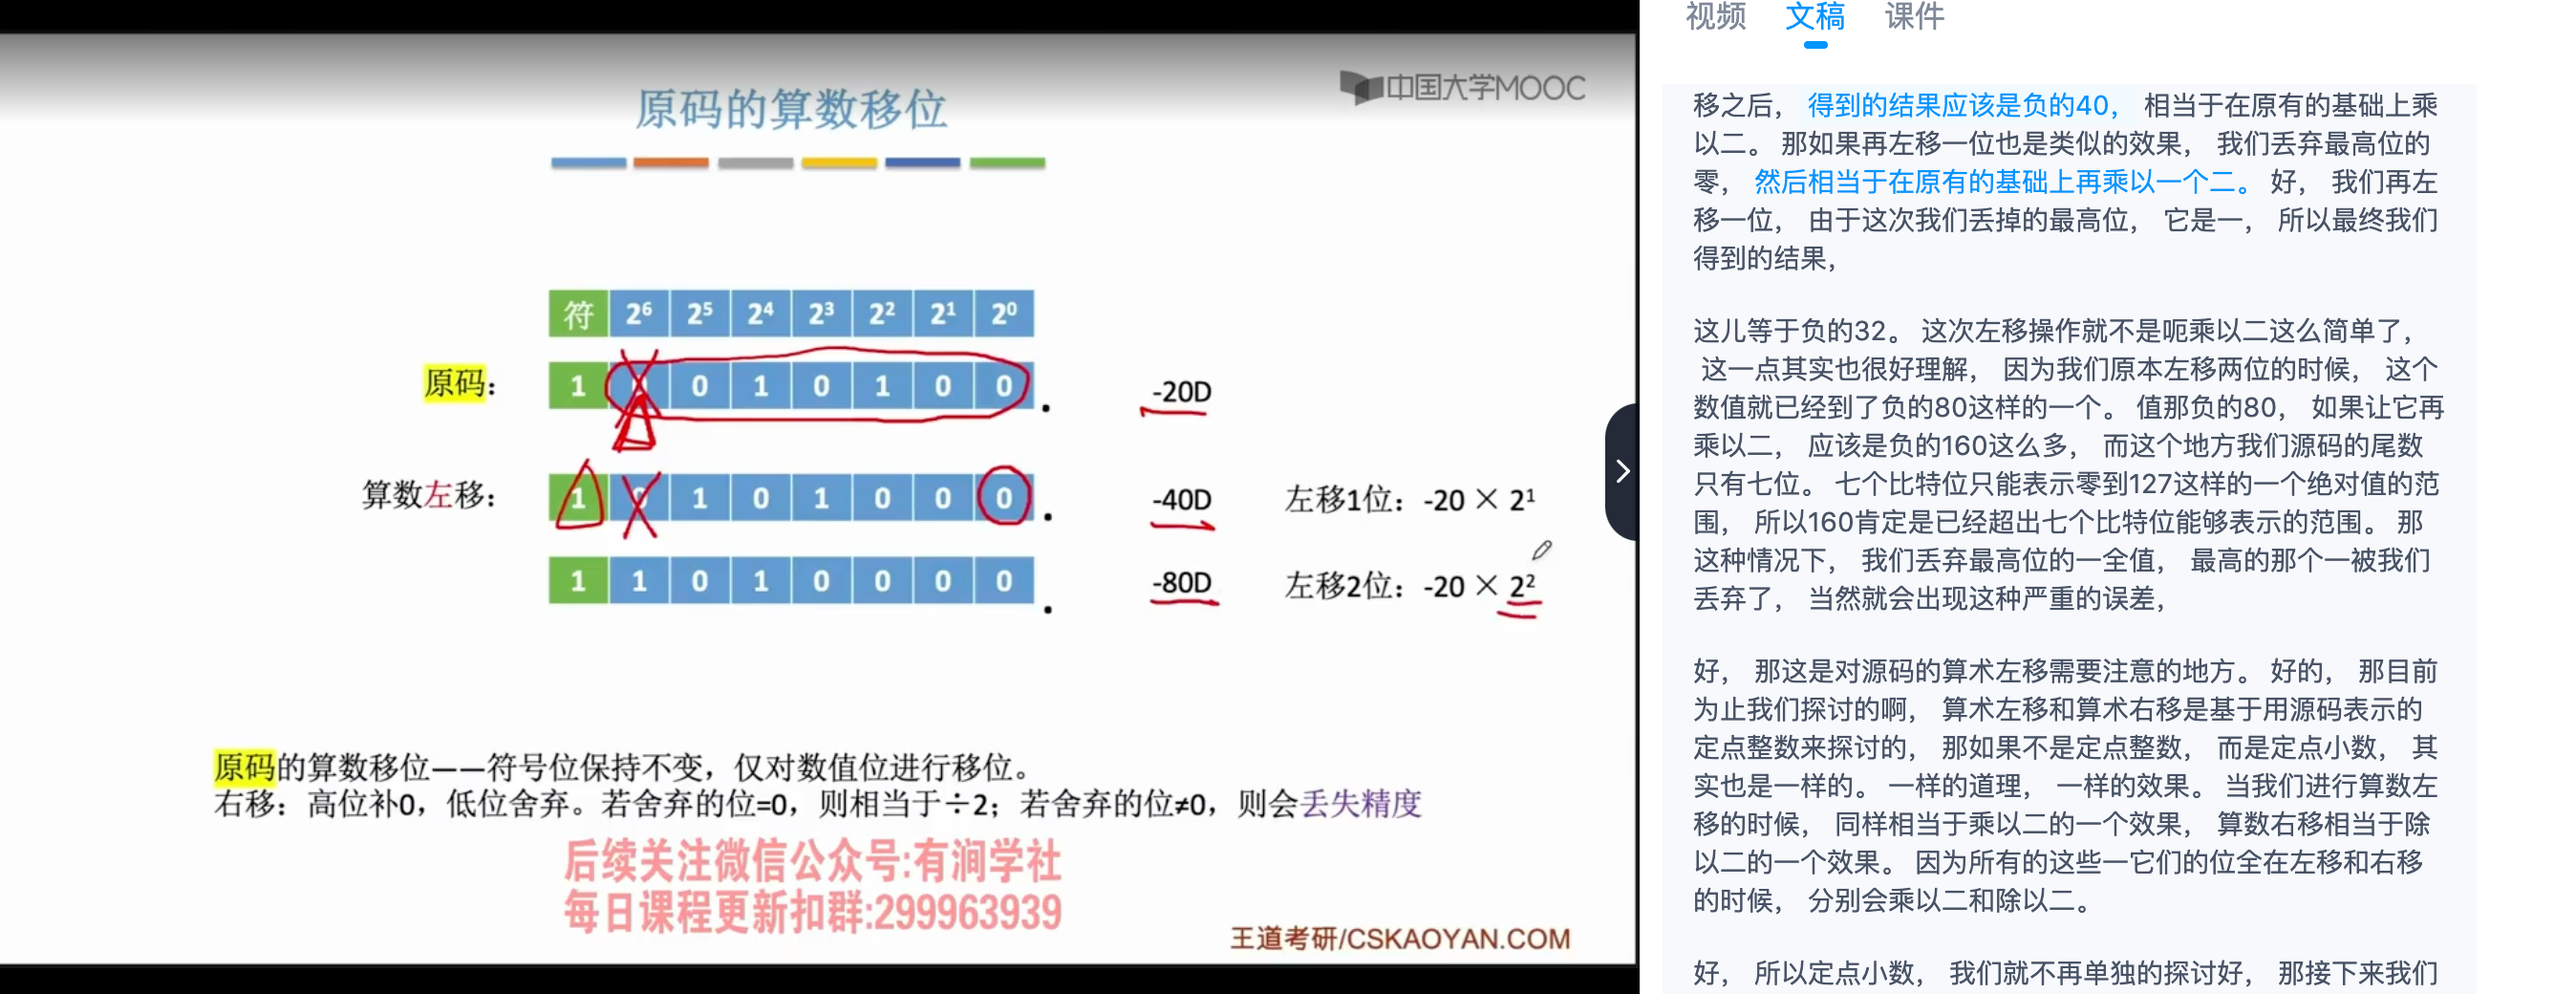 中国大学MOOC
原码的算数移位
符 2⁶ 2⁵ 2⁴ 2³ 2² 2¹ 2⁰
原码： 1 0 0 1 0 1 0 0 . -20D
算数左移： 1 0 1 0 1 0 0 0 . -40D 左移1位：-20 × 2¹
1 1 0 1 0 0 0 0 . -80D 左移2位：-20 × 2²
原码的算数移位——符号位保持不变，仅对数值位进行移位。
右移：高位补0，低位舍弃。若舍弃的位=0，则相当于÷2；若舍弃的位≠0，则会丢失精度
后续关注微信公众号:有涧学社
每日课程更新扣群:299963939
王道考研/CSKAOYAN.COM
视频 文稿 课件
移之后， 得到的结果应该是负的40， 相当于在原有的基础上乘
以二。 那如果再左移一位也是类似的效果， 我们丢弃最高位的
零， 然后相当于在原有的基础上再乘以一个二。 好， 我们再左
移一位， 由于这次我们丢掉的最高位， 它是一， 所以最终我们
得到的结果，
这儿等于负的32。 这次左移操作就不是呃乘以二这么简单了，
这一点其实也很好理解， 因为我们原本左移两位的时候， 这个
数值就已经到了负的80这样的一个。 值那负的80， 如果让它再
乘以二， 应该是负的160这么多， 而这个地方我们源码的尾数
只有七位。 七个比特位只能表示零到127这样的一个绝对值的范
围， 所以160肯定是已经超出七个比特位能够表示的范围。 那
这种情况下， 我们丢弃最高位的一全值， 最高的那个一被我们
丢弃了， 当然就会出现这种严重的误差，
好， 那这是对源码的算术左移需要注意的地方。 好的， 那目前
为止我们探讨的啊， 算术左移和算术右移是基于用源码表示的
定点整数来探讨的， 那如果不是定点整数， 而是定点小数， 其
实也是一样的。 一样的道理， 一样的效果。 当我们进行算数左
移的时候， 同样相当于乘以二的一个效果， 算数右移相当于除
以二的一个效果。 因为所有的这些一它们的位全在左移和右移
的时候， 分别会乘以二和除以二。
好， 所以定点小数， 我们就不再单独的探讨好， 那接下来我们